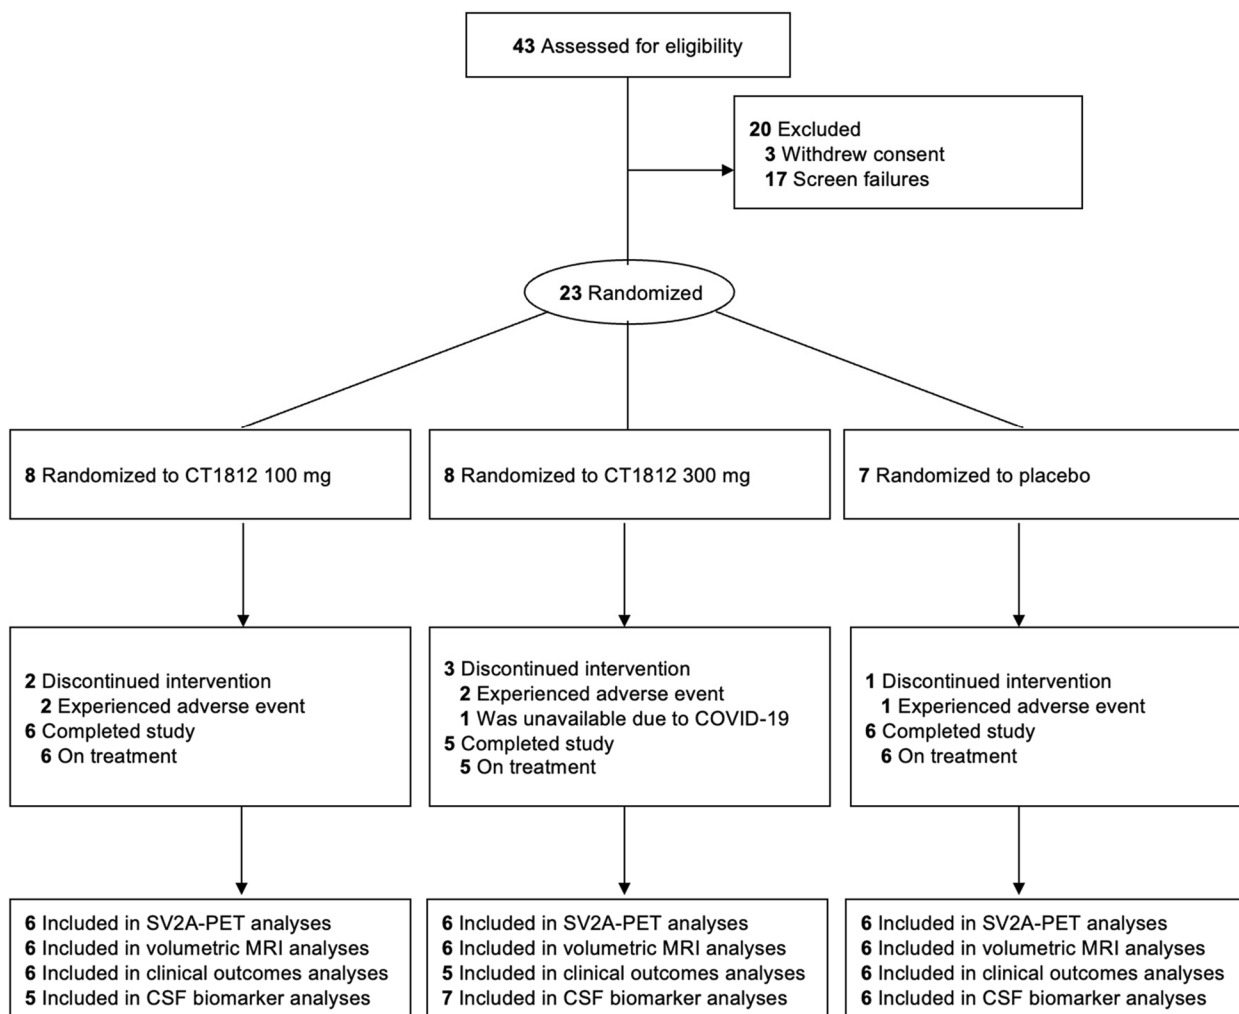 43 Assessed for eligibility
20 Excluded
3 Withdrew consent
17 Screen failures
23 Randomized
8 Randomized to CT1812 100 mg
8 Randomized to CT1812 300 mg
7 Randomized to placebo
2 Discontinued intervention
2 Experienced adverse event
6 Completed study
6 On treatment
3 Discontinued intervention
2 Experienced adverse event
1 Was unavailable due to COVID-19
5 Completed study
5 On treatment
1 Discontinued intervention
1 Experienced adverse event
6 Completed study
6 On treatment
6 Included in SV2A-PET analyses
6 Included in volumetric MRI analyses
6 Included in clinical outcomes analyses
5 Included in CSF biomarker analyses
6 Included in SV2A-PET analyses
6 Included in volumetric MRI analyses
5 Included in clinical outcomes analyses
7 Included in CSF biomarker analyses
6 Included in SV2A-PET analyses
6 Included in volumetric MRI analyses
6 Included in clinical outcomes analyses
6 Included in CSF biomarker analyses